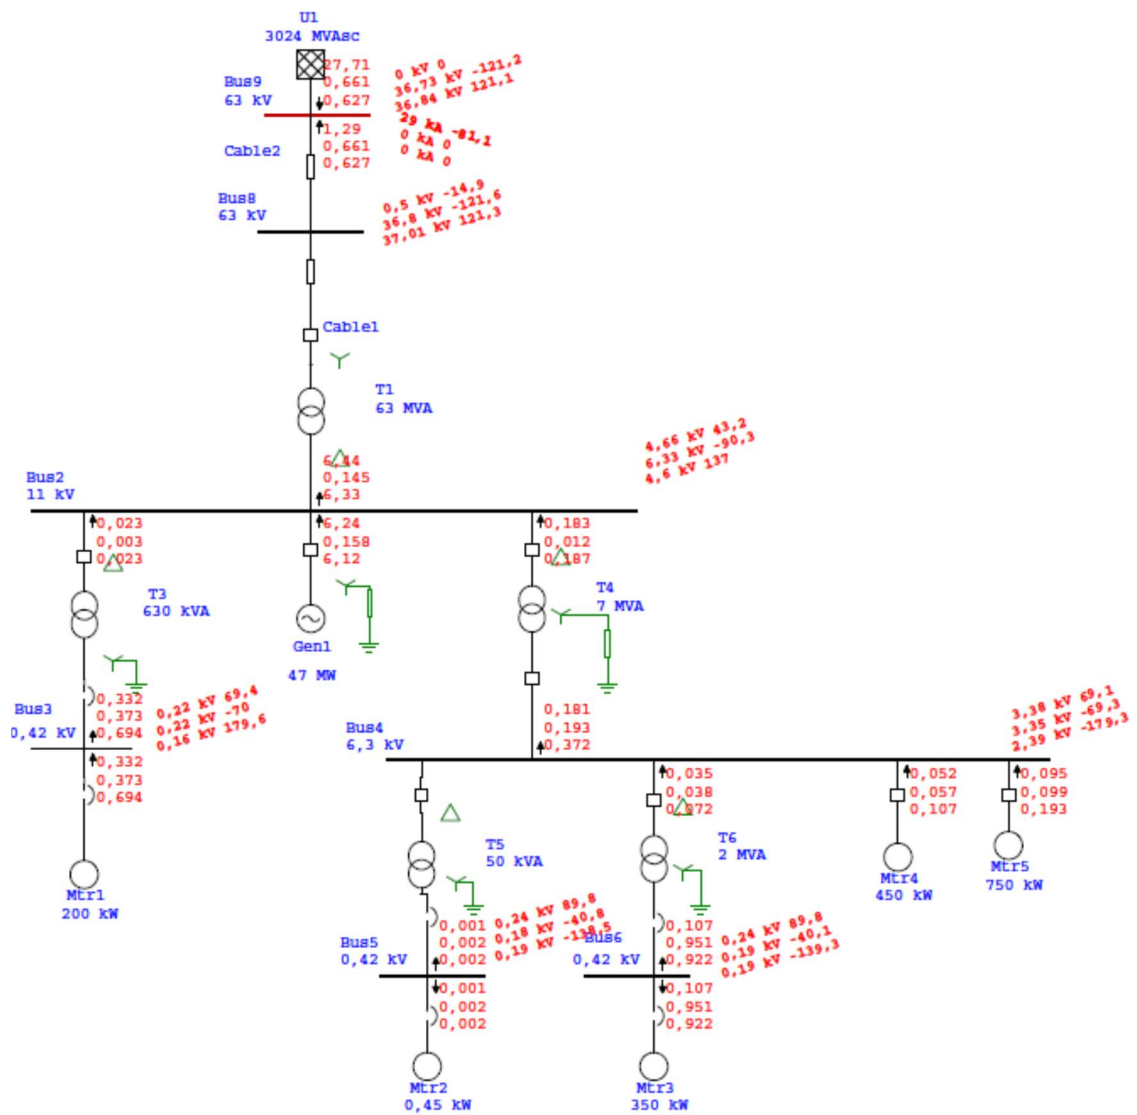 U1
3024 MVAsc
27,71
0,661
0,627
0 kV 0
36,73 kV -121,2
36,84 kV 121,1
Bus9
63 kV
29 kA -81,1
0 kA 0
0 kA 0
1,29
0,661
0,627
Cable2
Bus8
63 kV
0,5 kV -14,9
36,8 kV -121,6
37,01 kV 121,3
Cable1
T1
63 MVA
4,66 kV 43,2
6,33 kV -90,3
4,6 kV 137
6,44
0,145
6,33
Bus2
11 kV
0,023
0,003
0,023
6,24
0,158
6,12
0,183
0,012
0,187
T3
630 kVA
T4
7 MVA
Gen1
47 MW
0,332
0,373
0,694
0,22 kV 69,4
0,22 kV -70
0,16 kV 179,6
Bus3
0,42 kV
0,332
0,373
0,694
Mtr1
200 kW
0,181
0,193
0,372
Bus4
6,3 kV
3,38 kV 69,1
3,35 kV -69,3
2,39 kV -179,3
0,035
0,038
0,072
0,052
0,057
0,107
0,095
0,099
0,193
T5
50 kVA
T6
2 MVA
Mtr4
450 kW
Mtr5
750 kW
0,001
0,002
0,002
0,24 kV 89,8
0,18 kV -40,8
0,19 kV -138,5
Bus5
0,42 kV
0,107
0,951
0,922
0,24 kV 89,8
0,19 kV -40,1
0,19 kV -139,3
Bus6
0,42 kV
0,001
0,002
0,002
0,107
0,951
0,922
Mtr2
0,45 kW
Mtr3
350 kW